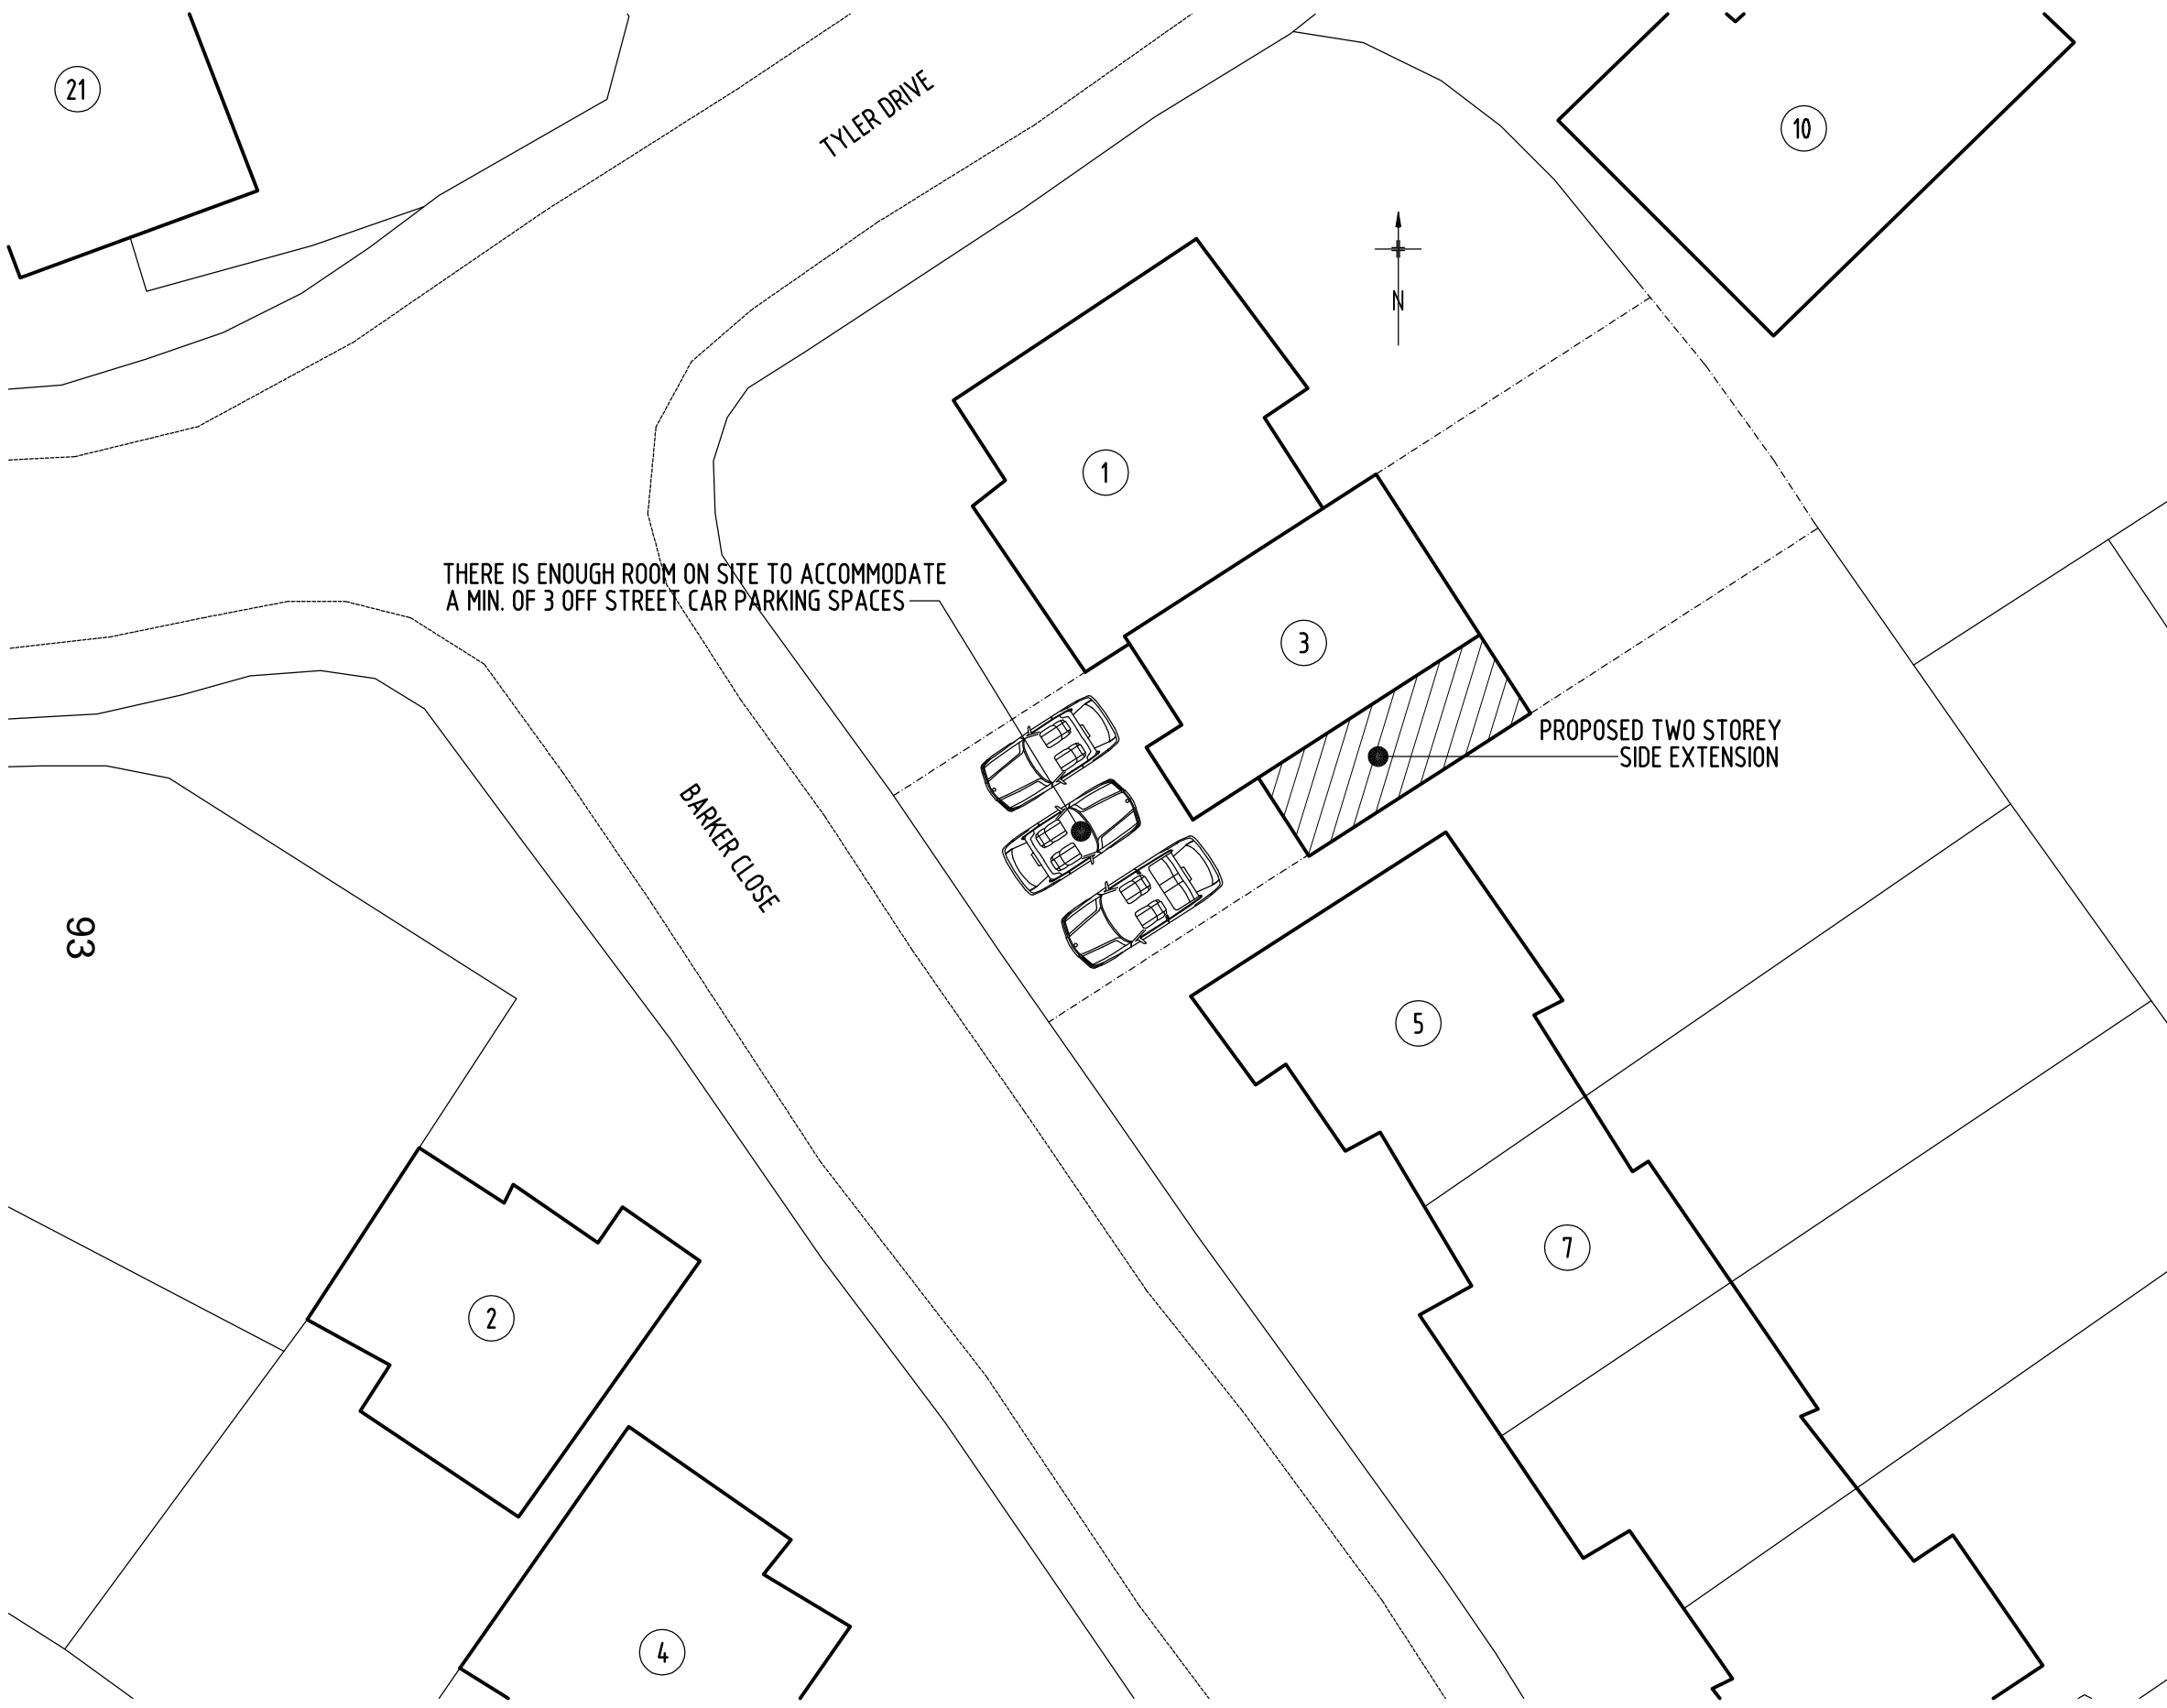 21
TYLER DRIVE
10
N
1
THERE IS ENOUGH ROOM ON SITE TO ACCOMMODATE
A MIN. OF 3 OFF STREET CAR PARKING SPACES
3
PROPOSED TWO STOREY
SIDE EXTENSION
BARKER CLOSE
93
5
7
2
4